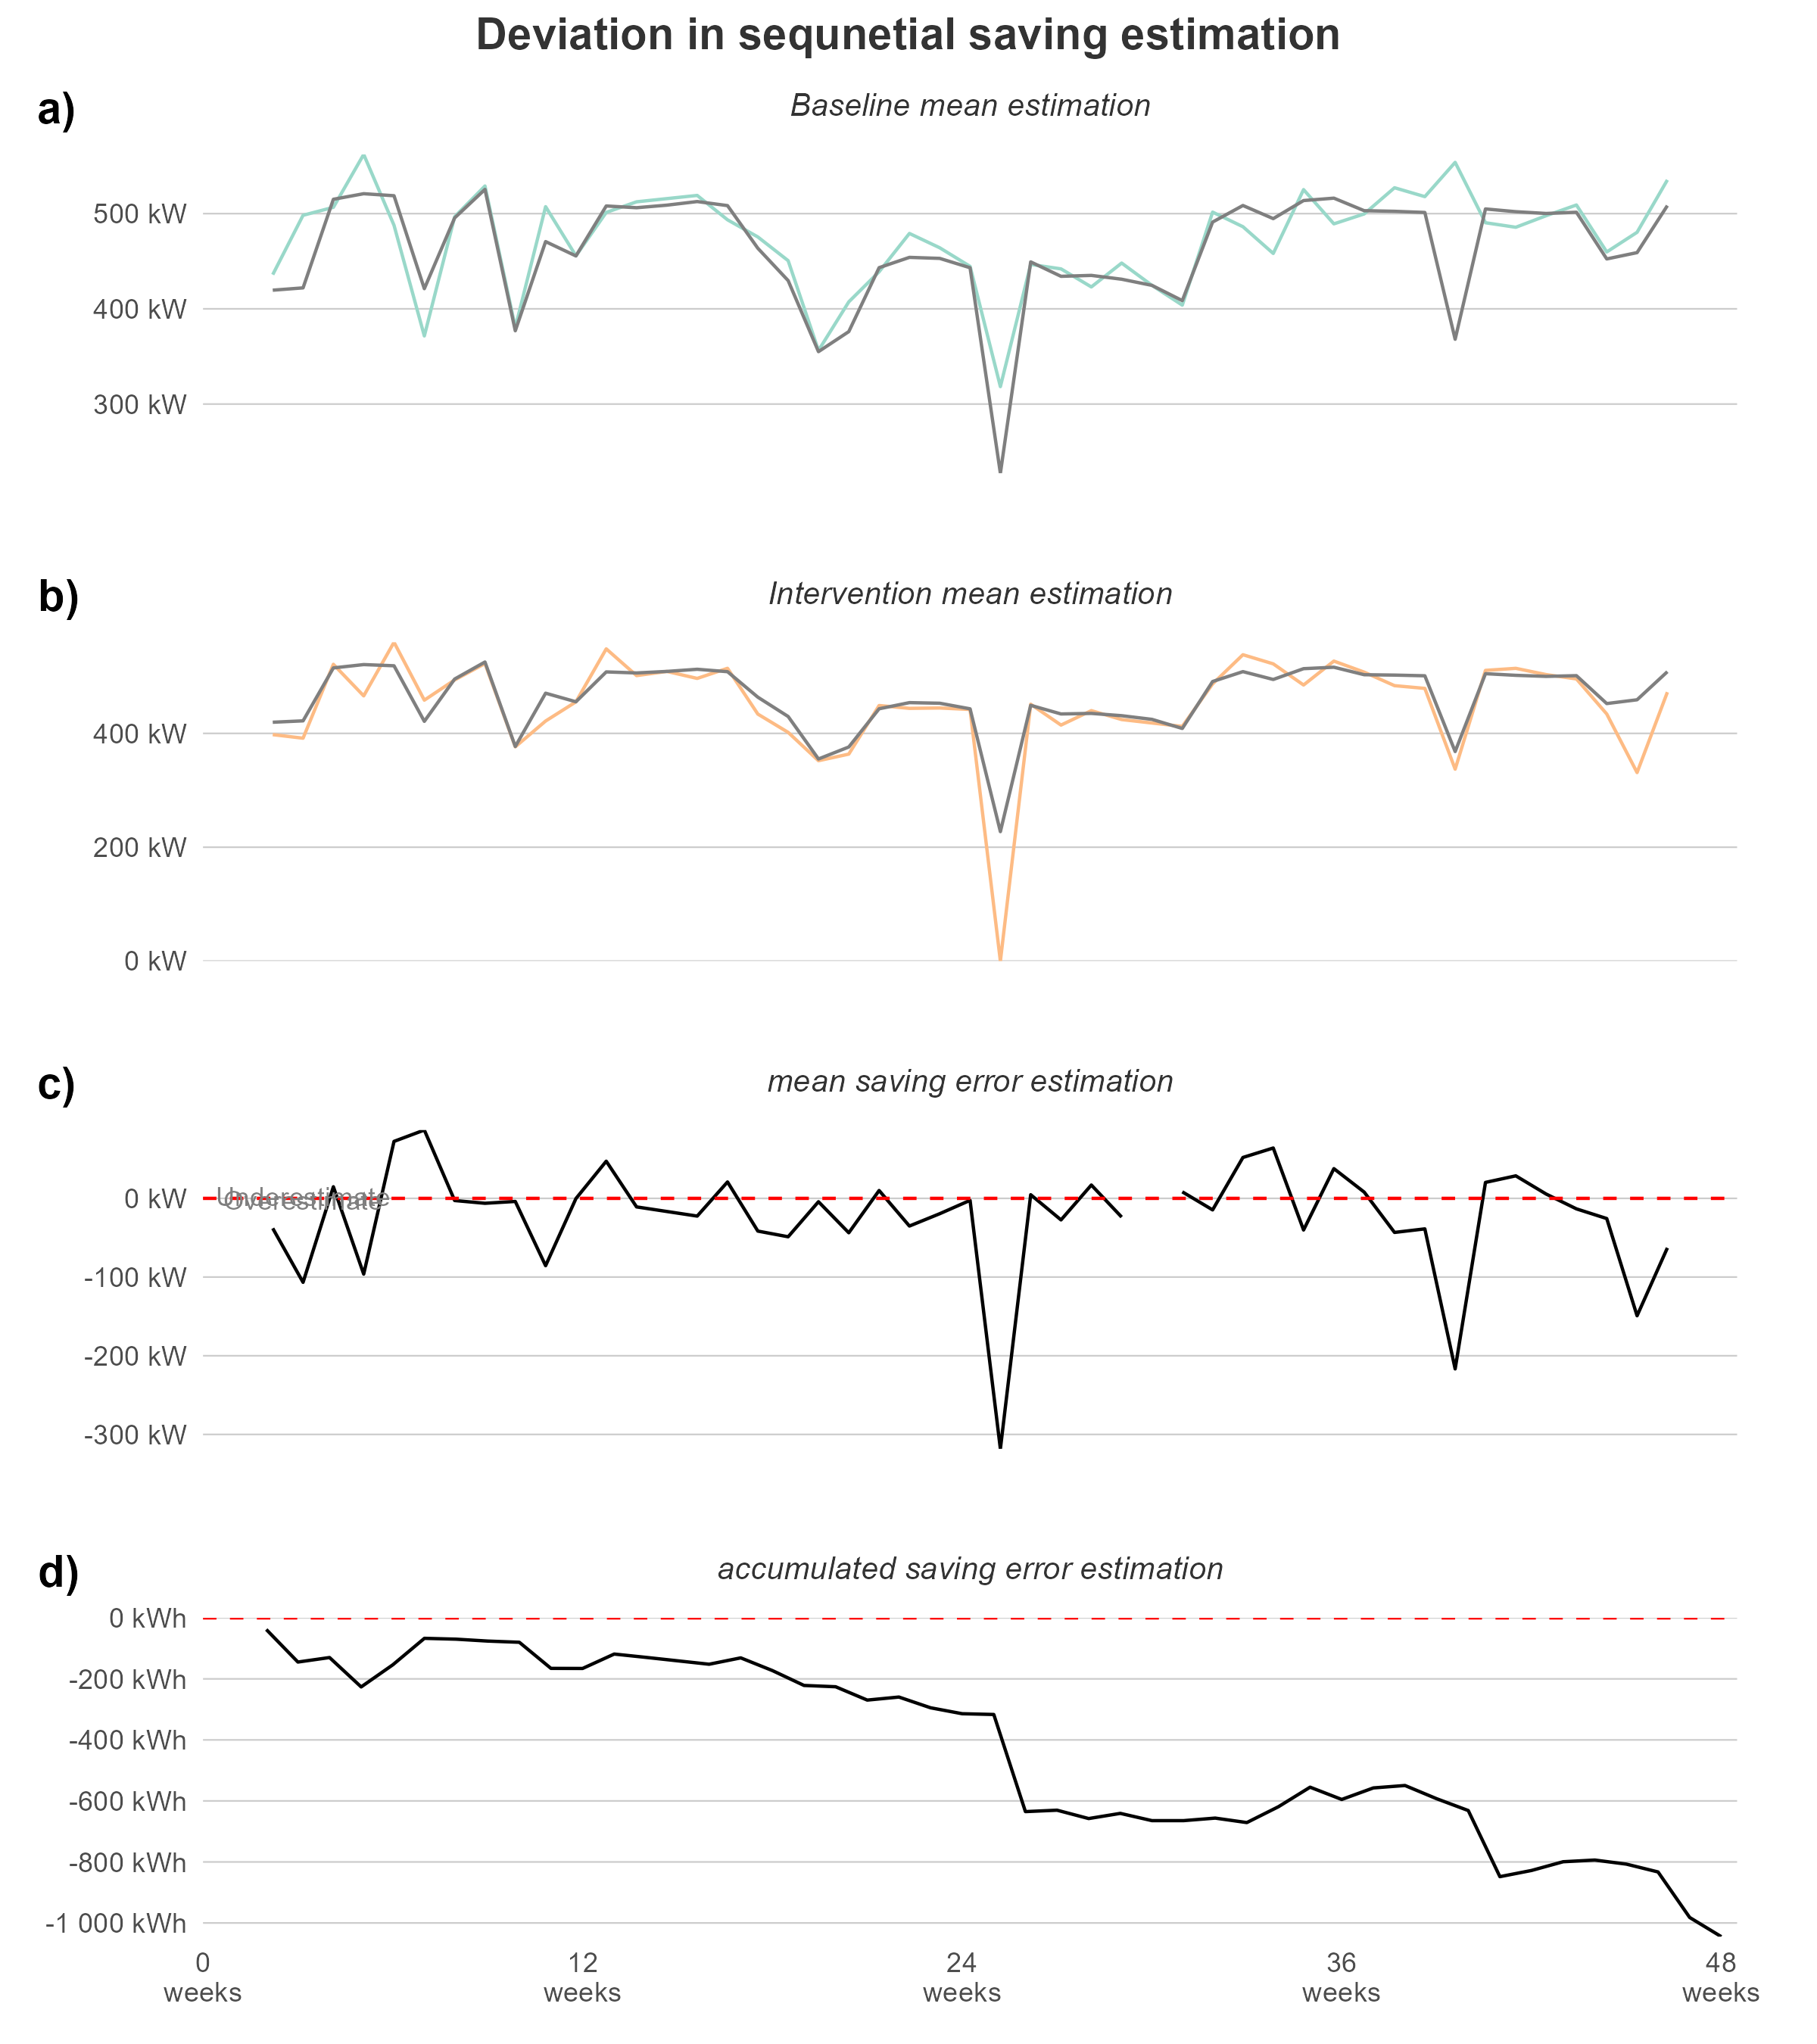 Deviation in sequnetial saving estimation
a)
Baseline mean estimation
500 kW
400 kW
300 kW
b)
Intervention mean estimation
400 kW
200 kW
0 kW
c)
mean saving error estimation
0 kW
Underestimate
Overestimate
-100 kW
-200 kW
-300 kW
d)
accumulated saving error estimation
0 kWh
-200 kWh
-400 kWh
-600 kWh
-800 kWh
-1 000 kWh
0 12 24 36 48
weeks weeks weeks weeks weeks